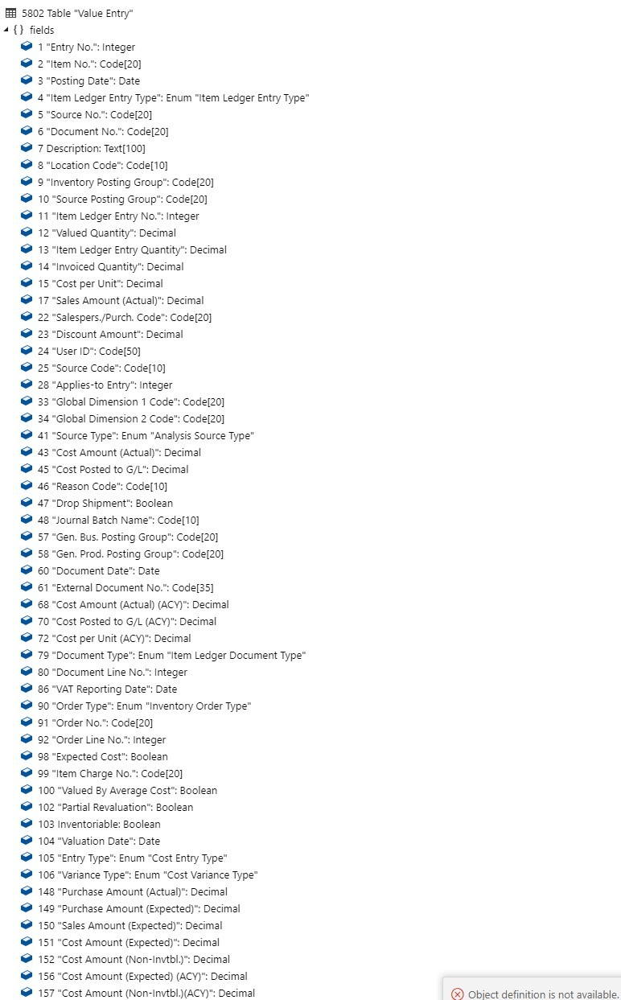 5802 Table "Value Entry"
{ } fields
1 "Entry No.": Integer
2 "Item No.": Code[20]
3 "Posting Date": Date
4 "Item Ledger Entry Type": Enum "Item Ledger Entry Type"
5 "Source No.": Code[20]
6 "Document No.": Code[20]
7 Description: Text[100]
8 "Location Code": Code[10]
9 "Inventory Posting Group": Code[20]
10 "Source Posting Group": Code[20]
11 "Item Ledger Entry No.": Integer
12 "Valued Quantity": Decimal
13 "Item Ledger Entry Quantity": Decimal
14 "Invoiced Quantity": Decimal
15 "Cost per Unit": Decimal
17 "Sales Amount (Actual)": Decimal
22 "Salespers./Purch. Code": Code[20]
23 "Discount Amount": Decimal
24 "User ID": Code[50]
25 "Source Code": Code[10]
28 "Applies-to Entry": Integer
33 "Global Dimension 1 Code": Code[20]
34 "Global Dimension 2 Code": Code[20]
41 "Source Type": Enum "Analysis Source Type"
43 "Cost Amount (Actual)": Decimal
45 "Cost Posted to G/L": Decimal
46 "Reason Code": Code[10]
47 "Drop Shipment": Boolean
48 "Journal Batch Name": Code[10]
57 "Gen. Bus. Posting Group": Code[20]
58 "Gen. Prod. Posting Group": Code[20]
60 "Document Date": Date
61 "External Document No.": Code[35]
68 "Cost Amount (Actual) (ACY)": Decimal
70 "Cost Posted to G/L (ACY)": Decimal
72 "Cost per Unit (ACY)": Decimal
79 "Document Type": Enum "Item Ledger Document Type"
80 "Document Line No.": Integer
86 "VAT Reporting Date": Date
90 "Order Type": Enum "Inventory Order Type"
91 "Order No.": Code[20]
92 "Order Line No.": Integer
98 "Expected Cost": Boolean
99 "Item Charge No.": Code[20]
100 "Valued By Average Cost": Boolean
102 "Partial Revaluation": Boolean
103 Inventoriable: Boolean
104 "Valuation Date": Date
105 "Entry Type": Enum "Cost Entry Type"
106 "Variance Type": Enum "Cost Variance Type"
148 "Purchase Amount (Actual)": Decimal
149 "Purchase Amount (Expected)": Decimal
150 "Sales Amount (Expected)": Decimal
151 "Cost Amount (Expected)": Decimal
152 "Cost Amount (Non-Invtbl.)": Decimal
156 "Cost Amount (Expected) (ACY)": Decimal
157 "Cost Amount (Non-Invtbl.)(ACY)": Decimal
Object definition is not available.